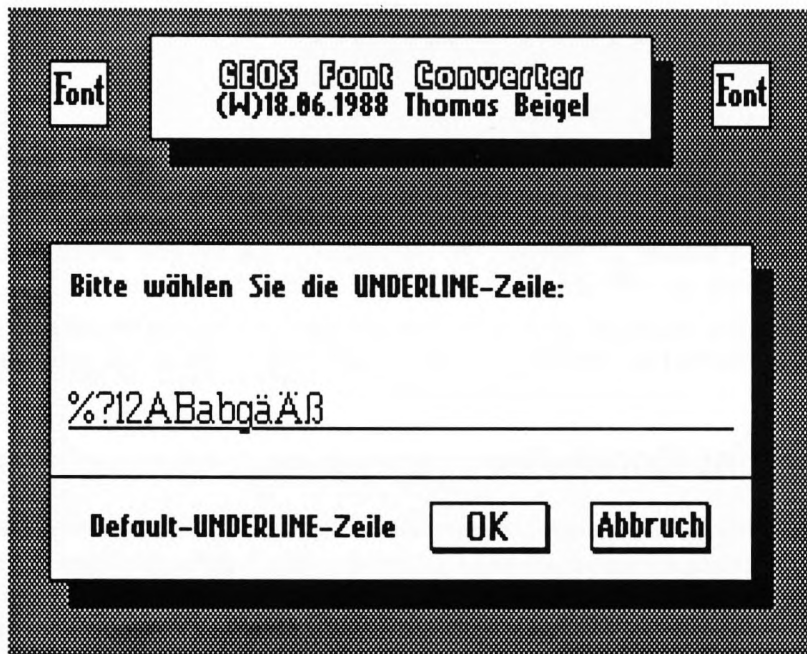 Font
GEOS Font Converter
(W)18.06.1988 Thomas Beigel
Font
Bitte wählen Sie die UNDERLINE-Zeile:
%?12ABabgäÄß
Default-UNDERLINE-Zeile
OK
Abbruch